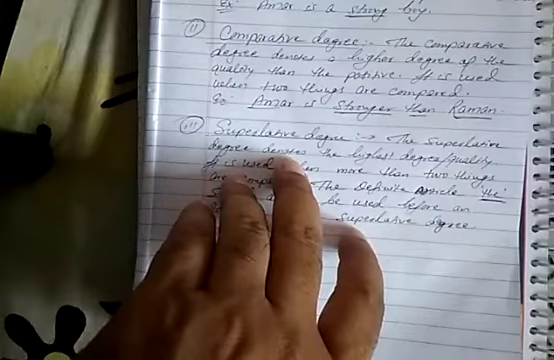 Ex: Amar is a strong boy.
(ii) Comparative degree:- The comparative
degree denotes a higher degree of the
quality than the positive. It is used
when two things are compared.
Ex: Amar is Stronger than Raman.
(iii) Superlative degree:→ The Superlative
degree denotes the highest degree/quality.
It is used when more than two things
are The Definite Article 'the'
be used before an
Superlative degree